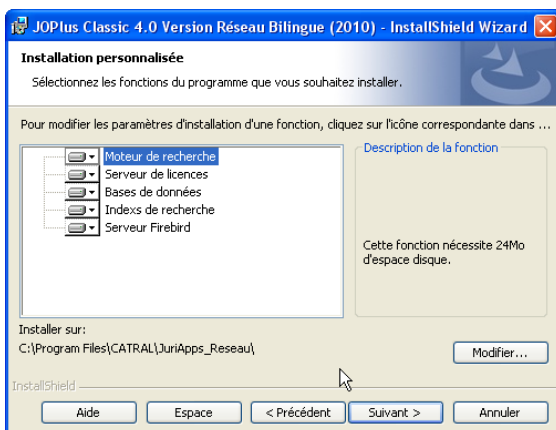 JOPlus Classic 4.0 Version Réseau Bilingue (2010) - InstallShield Wizard
Installation personnalisée
Sélectionnez les fonctions du programme que vous souhaitez installer.
Pour modifier les paramètres d'installation d'une fonction, cliquez sur l'icône correspondante dans ...
Moteur de recherche
Serveur de licences
Bases de données
Indexs de recherche
Serveur Firebird
Description de la fonction
Cette fonction nécessite 24Mo
d'espace disque.
Installer sur:
C:\Program Files\CATRAL\JuriApps_Reseau\
Modifier...
InstallShield
Aide
Espace
< Précédent
Suivant >
Annuler